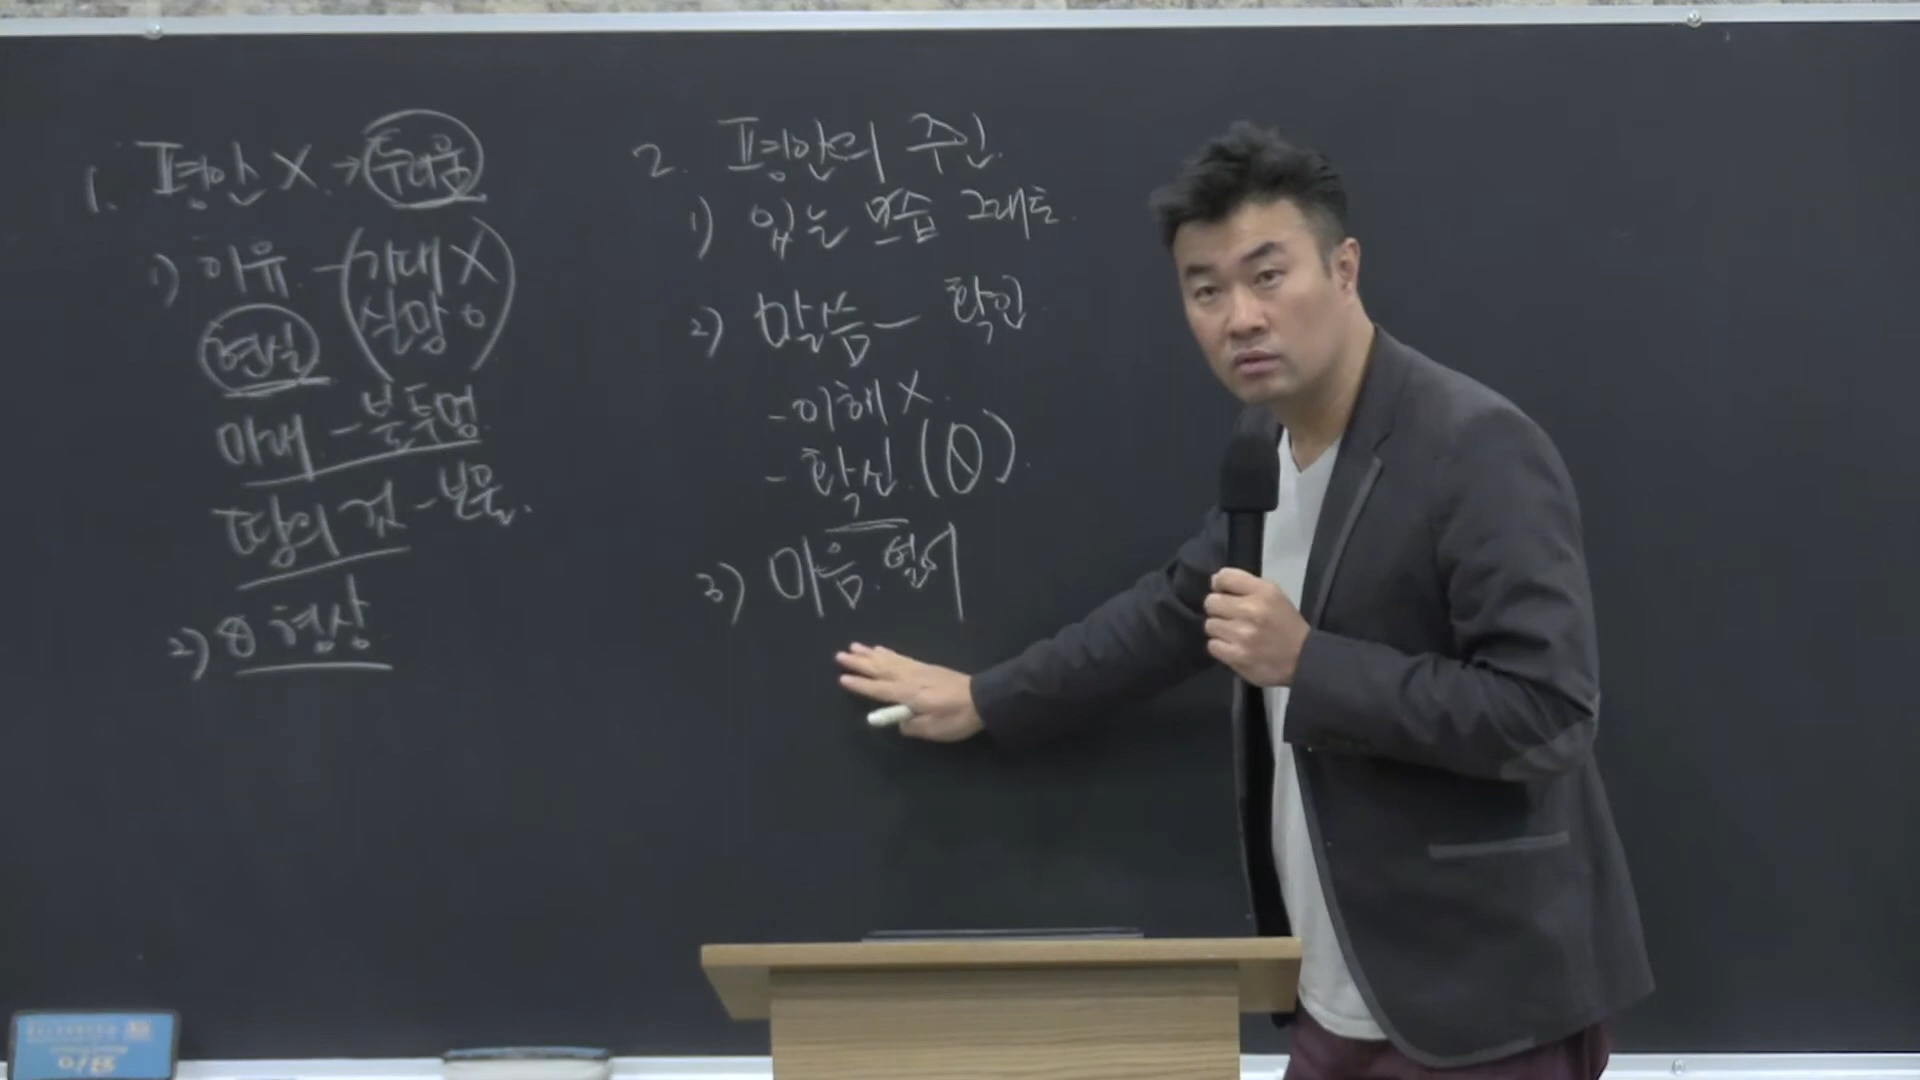 1. 평안 X → 두려움
1) 이유 - 기대 X
실망 o
현실
미래 - 불투명
땅의 것 - 보물.
2) 영 형상
2. 평안의 주인
1) 있는 모습 그대로.
2) 말씀 - 확인
- 이해 X.
- 확신. ( )
3) 마음. 열기